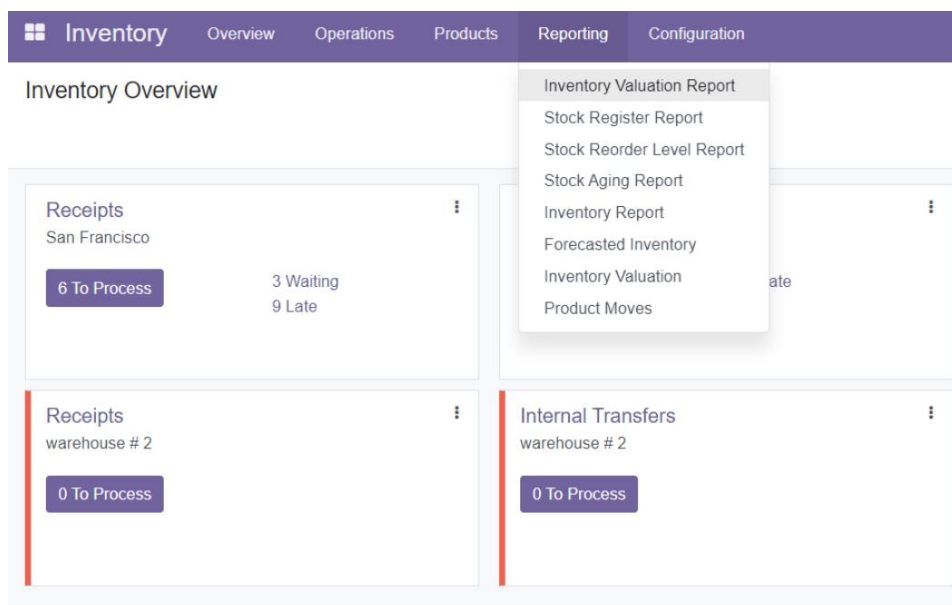 Inventory Overview Operations Products Reporting Configuration
Inventory Overview
Inventory Valuation Report
Stock Register Report
Stock Reorder Level Report
Stock Aging Report
Inventory Report
Forecasted Inventory
Inventory Valuation
Product Moves
Receipts
San Francisco
6 To Process
3 Waiting
9 Late
ate
Receipts
warehouse # 2
0 To Process
Internal Transfers
warehouse # 2
0 To Process